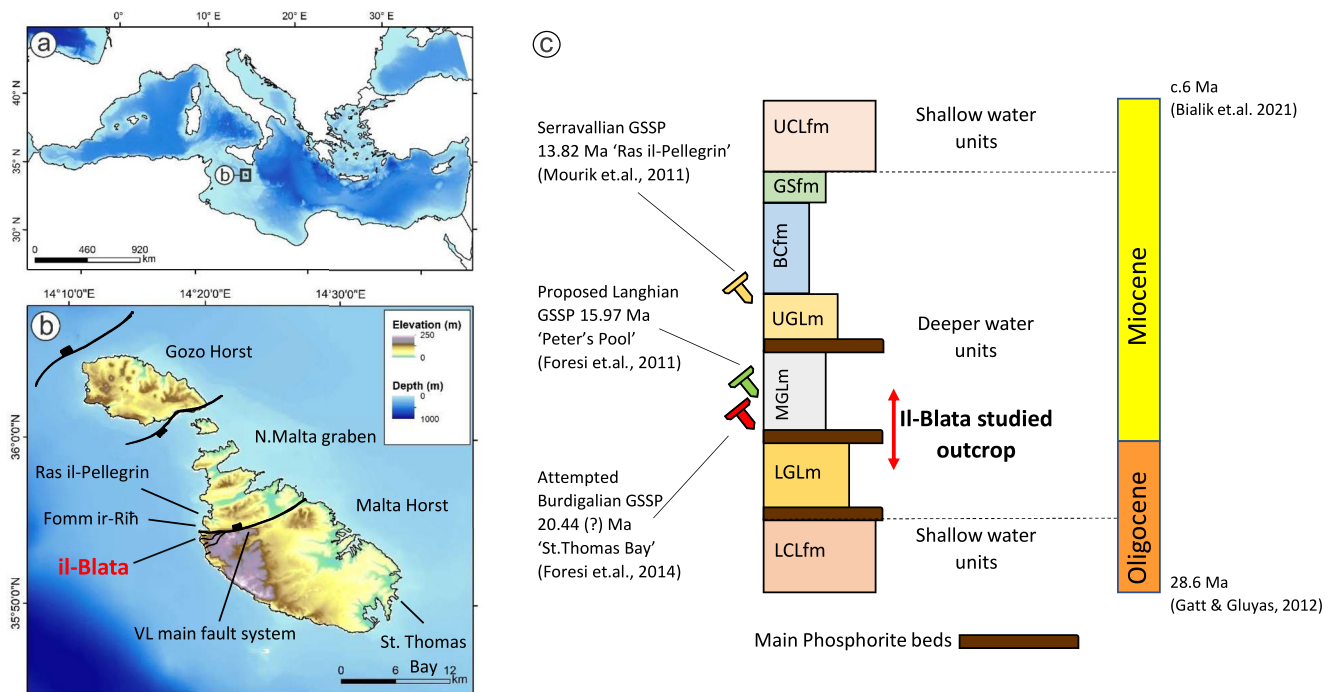 a
0°
10°E
20°E
30°E
40°N
35°N
30°N
b
0 460 920
km
b
14°10'0"E
14°20'0"E
14°30'0"E
36°0'0"N
35°50'0"N
Gozo Horst
N.Malta graben
Ras il-Pellegrin
Malta Horst
Fomm ir-Riħ
il-Blata
VL main fault system
St. Thomas
Bay
Elevation (m)
250
0
Depth (m)
0
1000
0 6 12
km
c
Serravallian GSSP
13.82 Ma ‘Ras il-Pellegrin’
(Mourik et.al., 2011)
Proposed Langhian
GSSP 15.97 Ma
‘Peter’s Pool’
(Foresi et.al., 2011)
Attempted
Burdigalian GSSP
20.44 (?) Ma
‘St.Thomas Bay’
(Foresi et.al., 2014)
UCLfm
GSfm
BCfm
UGLm
MGLm
LGLm
LCLfm
Shallow water
units
Deeper water
units
Il-Blata studied
outcrop
Shallow water
units
Miocene
Oligocene
c.6 Ma
(Bialik et.al. 2021)
28.6 Ma
(Gatt & Gluyas, 2012)
Main Phosphorite beds